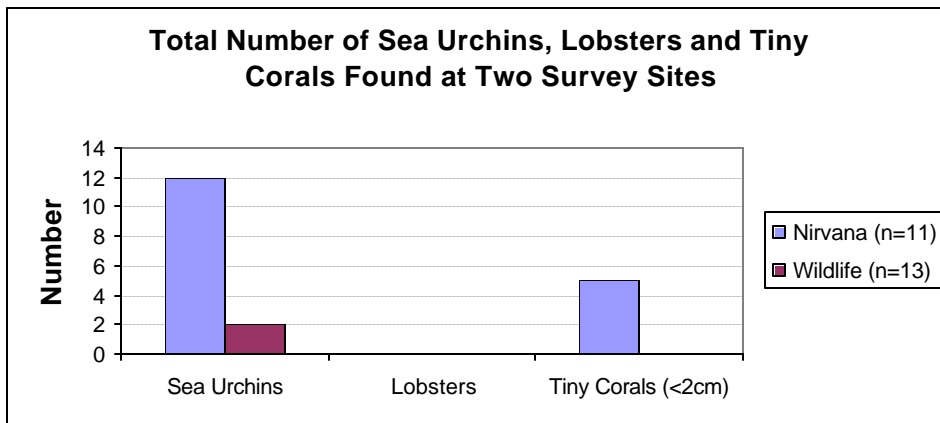 Total Number of Sea Urchins, Lobsters and Tiny
Corals Found at Two Survey Sites
Number
14
12
10
8
6
4
2
0
Sea Urchins
Lobsters
Tiny Corals (<2cm)
Nirvana (n=11)
Wildlife (n=13)